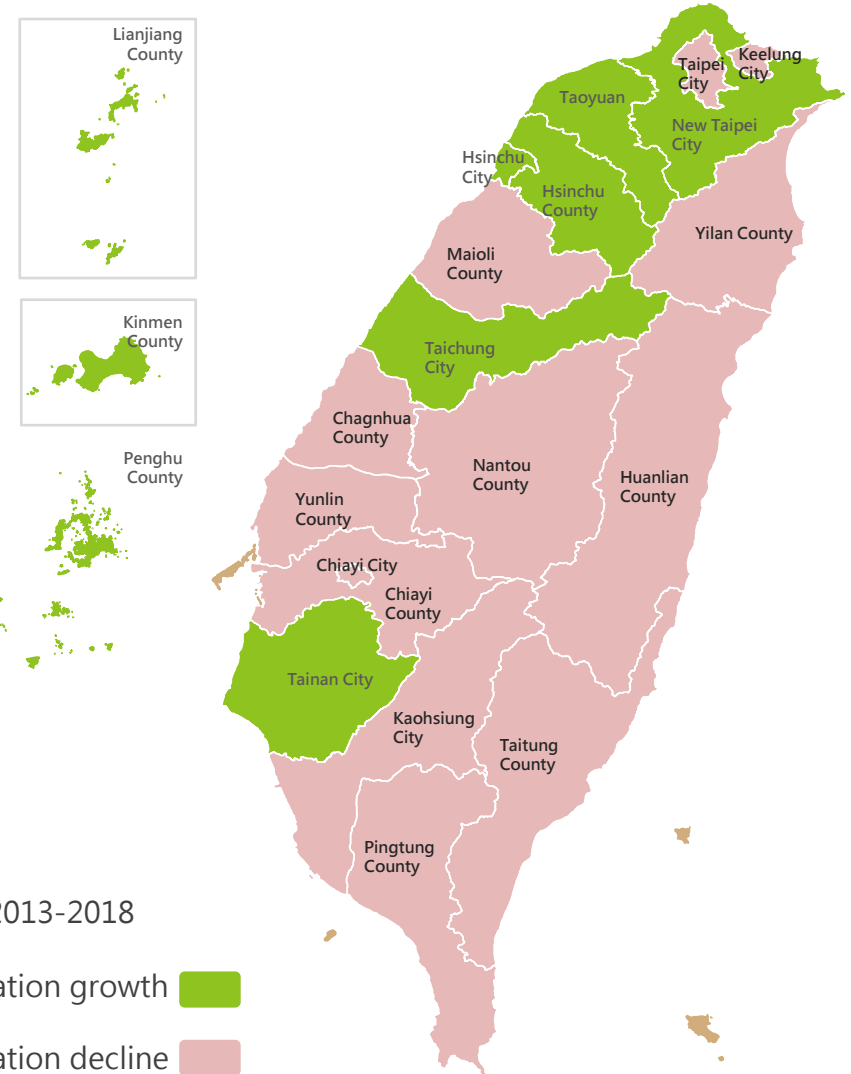 Lianjiang
County
Kinmen
County
Penghu
County
Taipei
City
Keelung
City
Taoyuan
New Taipei
City
Hsinchu
City
Hsinchu
County
Yilan County
Maioli
County
Taichung
City
Chagnhua
County
Nantou
County
Huanlian
County
Yunlin
County
Chiayi City
Chiayi
County
Tainan City
Kaohsiung
City
Taitung
County
Pingtung
County
2013-2018
ation growth
ation decline